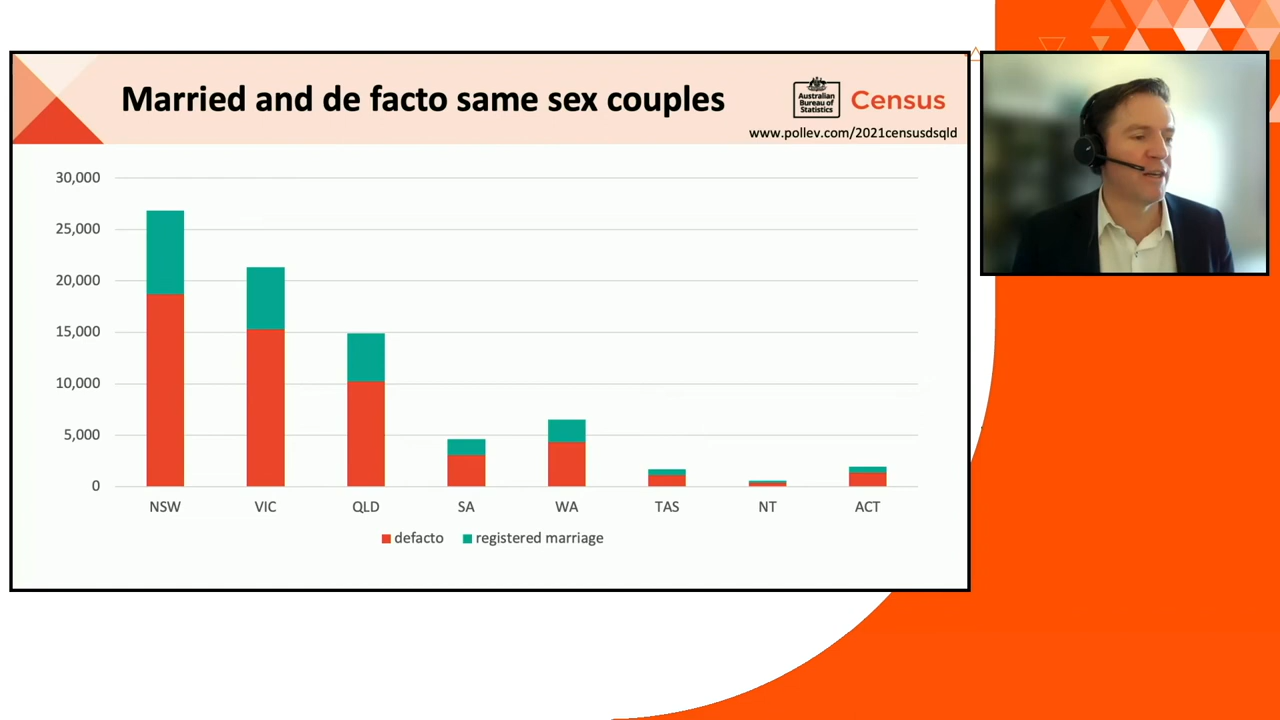 Married and de facto same sex couples
Australian
Bureau of
Statistics
Census
www.pollev.com/2021censusdsqld
30,000
25,000
20,000
15,000
10,000
5,000
0
NSW VIC QLD SA WA TAS NT ACT
defacto registered marriage